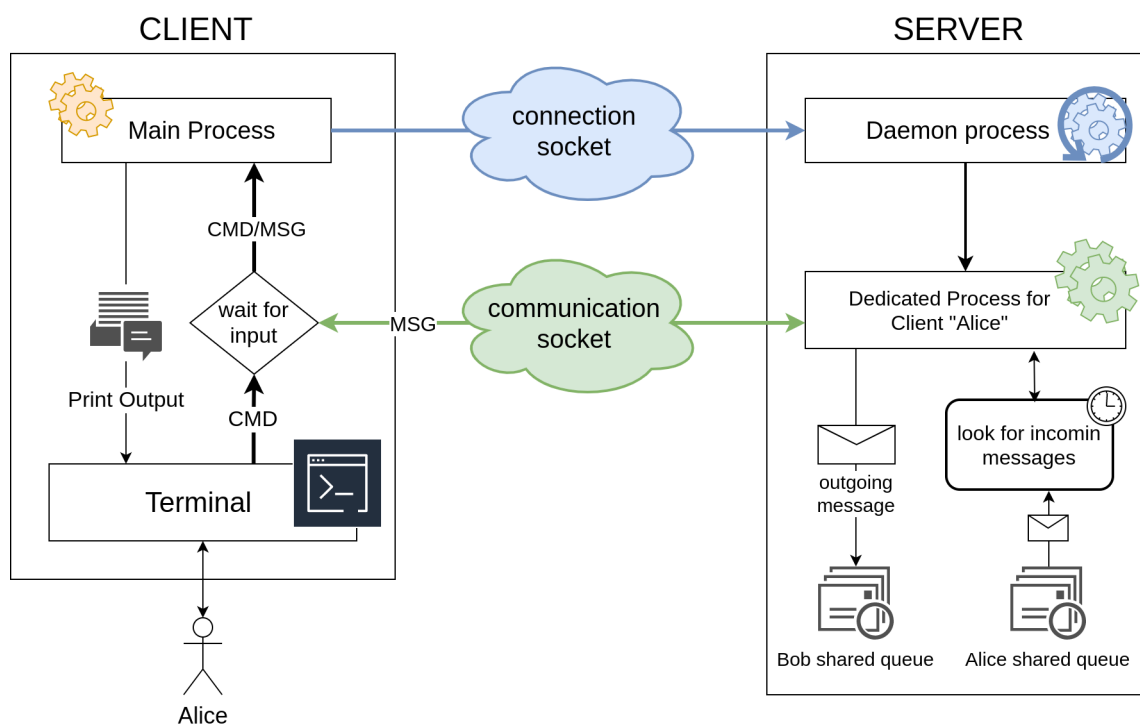 CLIENT
SERVER
Main Process
connection
socket
Daemon process
CMD/MSG
wait for
input
MSG
communication
socket
Dedicated Process for
Client "Alice"
Print Output
CMD
look for incomin
messages
Terminal
outgoing
message
Bob shared queue
Alice shared queue
Alice